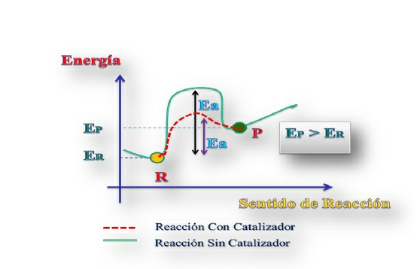 Energía
Ea
EP
P
EP > ER
Ea
ER
R
Sentido de Reacción
Reacción Con Catalizador
Reacción Sin Catalizador